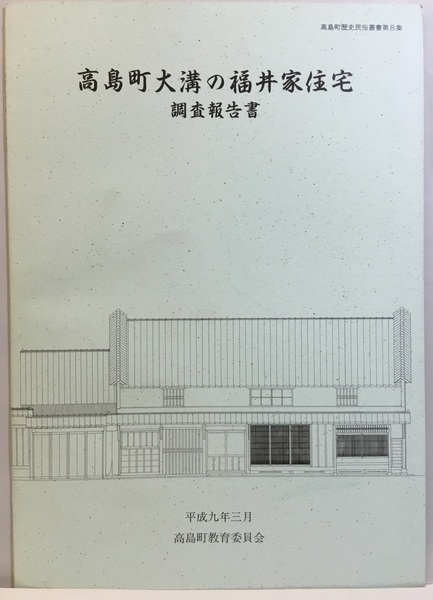 高島町歴史民俗叢書第8集
高島町大溝の福井家住宅
調査報告書
平成九年三月
高島町教育委員会